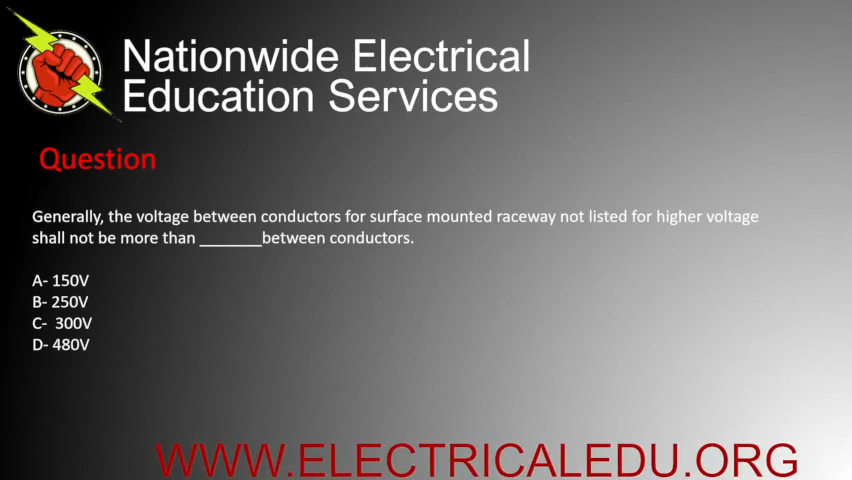 Nationwide Electrical
Education Services
Question
Generally, the voltage between conductors for surface mounted raceway not listed for higher voltage
shall not be more than _______between conductors.
A- 150V
B- 250V
C-  300V
D- 480V
WWW.ELECTRICALEDU.ORG